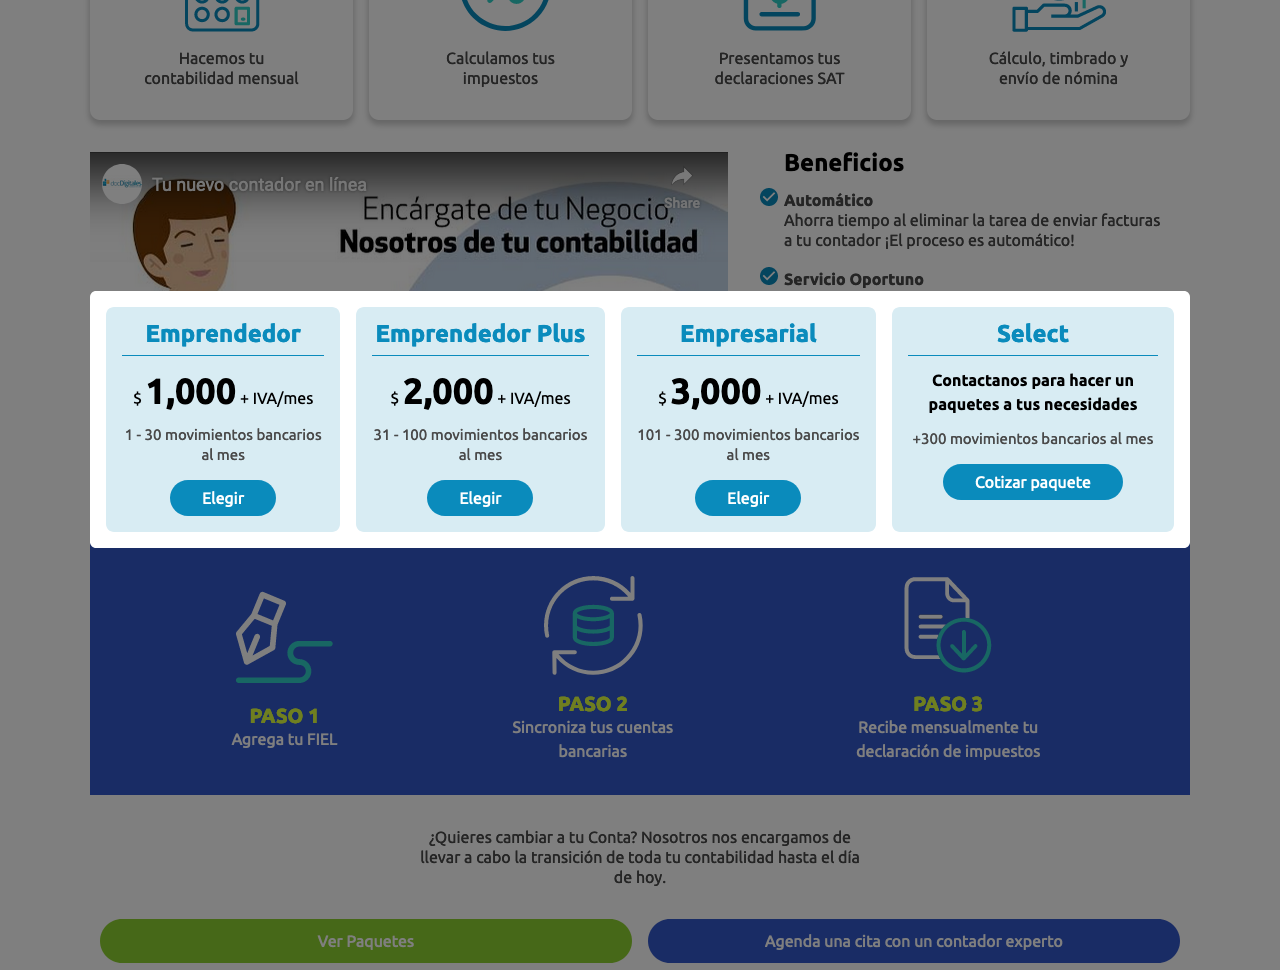 Hacemos tu
contabilidad mensual
Calculamos tus
impuestos
Presentamos tus
declaraciones SAT
Cálculo, timbrado y
envío de nómina
Tu nuevo contador en línea
Share
Encárgate de tu Negocio,
Nosotros de tu contabilidad
Beneficios
Automático
Ahorra tiempo al eliminar la tarea de enviar facturas
a tu contador ¡El proceso es automático!
Servicio Oportuno
Emprendedor
$ 1,000 + IVA/mes
1 - 30 movimientos bancarios
al mes
Elegir
Emprendedor Plus
$ 2,000 + IVA/mes
31 - 100 movimientos bancarios
al mes
Elegir
Empresarial
$ 3,000 + IVA/mes
101 - 300 movimientos bancarios
al mes
Elegir
Select
Contactanos para hacer un
paquetes a tus necesidades
+300 movimientos bancarios al mes
Cotizar paquete
PASO 1
Agrega tu FIEL
PASO 2
Sincroniza tus cuentas
bancarias
PASO 3
Recibe mensualmente tu
declaración de impuestos
¿Quieres cambiar a tu Conta? Nosotros nos encargamos de
llevar a cabo la transición de toda tu contabilidad hasta el día
de hoy.
Ver Paquetes
Agenda una cita con un contador experto